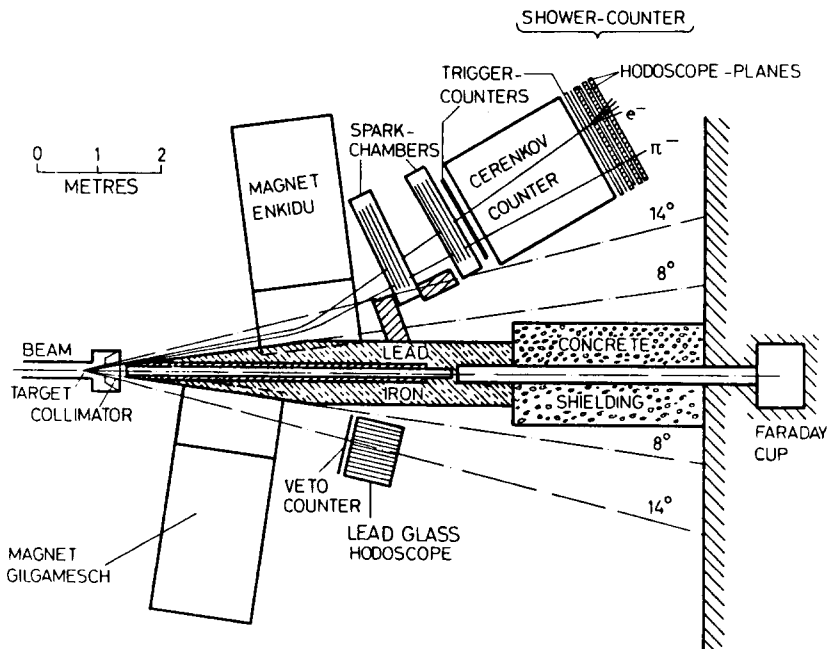 SHOWER-COUNTER
TRIGGER-
COUNTERS
HODOSCOPE-PLANES
e⁻
π⁻
SPARK-
CHAMBERS
CERENKOV
COUNTER
0 1 2
METRES
MAGNET
ENKIDU
14°
8°
BEAM
TARGET
COLLIMATOR
LEAD
IRON
CONCRETE
SHIELDING
FARADAY
CUP
8°
14°
VETO
COUNTER
LEAD GLASS
HODOSCOPE
MAGNET
GILGAMESCH